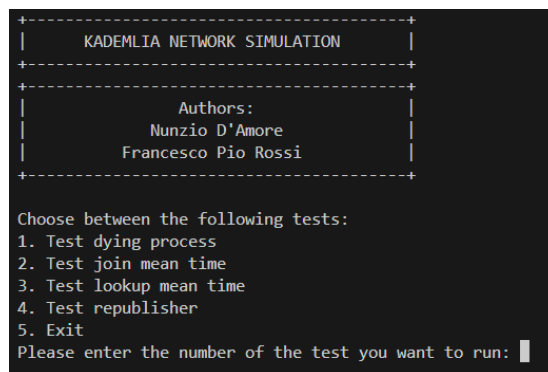 +----------------------------------------+
|      KADEMLIA NETWORK SIMULATION       |
+----------------------------------------+
+----------------------------------------+
|                Authors:                |
|             Nunzio D'Amore             |
|          Francesco Pio Rossi           |
+----------------------------------------+
Choose between the following tests:
1. Test dying process
2. Test join mean time
3. Test lookup mean time
4. Test republisher
5. Exit
Please enter the number of the test you want to run: